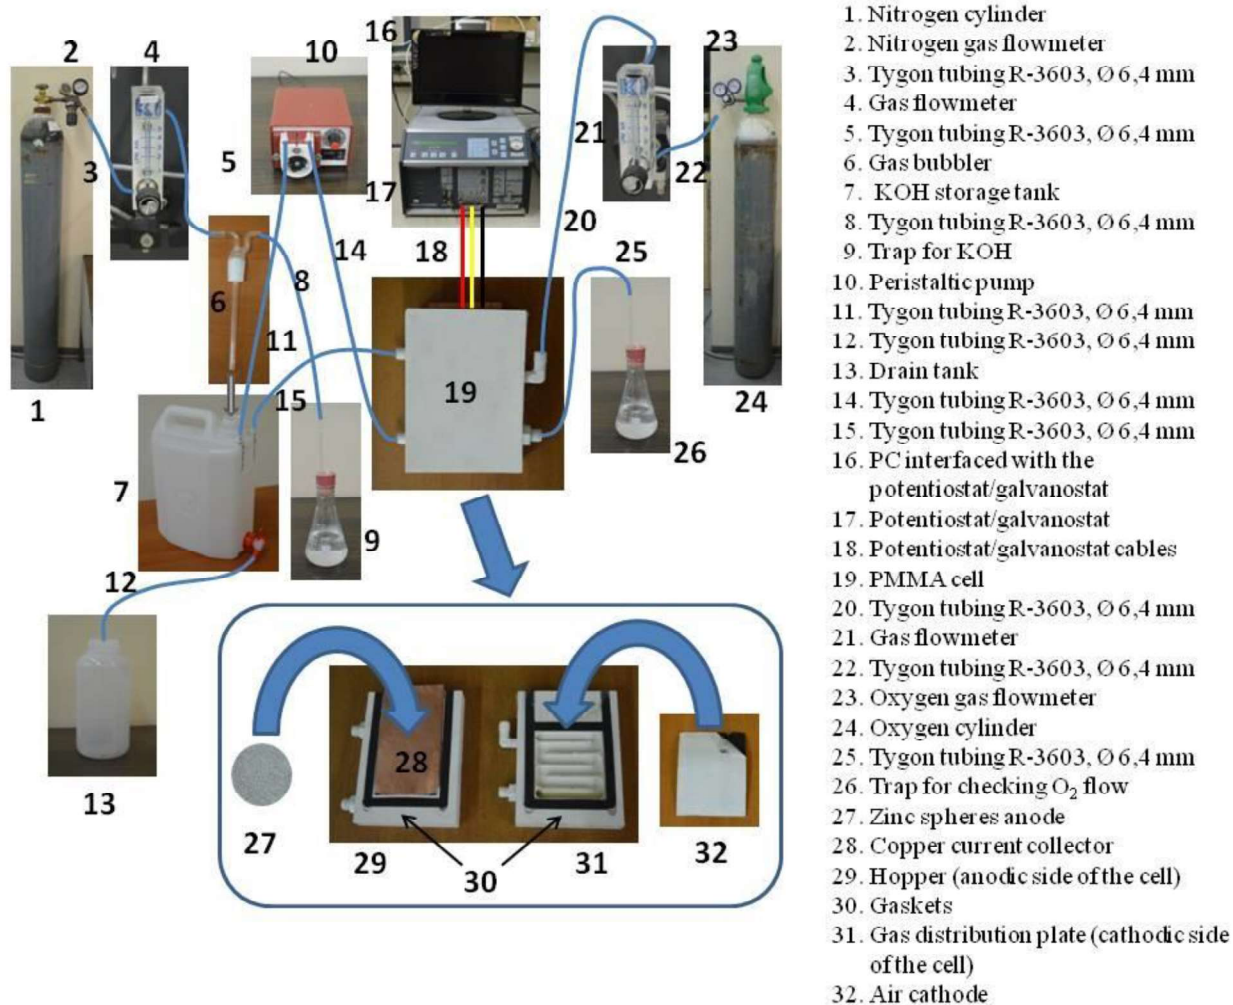 2
4
10
16
21
23
3
5
17
22
20
14
18
25
6
8
11
15
19
1
24
26
7
9
12
13
28
27
29
30
31
32
1. Nitrogen cylinder
2. Nitrogen gas flowmeter
3. Tygon tubing R-3603, Ø 6,4 mm
4. Gas flowmeter
5. Tygon tubing R-3603, Ø 6,4 mm
6. Gas bubbler
7. KOH storage tank
8. Tygon tubing R-3603, Ø 6,4 mm
9. Trap for KOH
10. Peristaltic pump
11. Tygon tubing R-3603, Ø 6,4 mm
12. Tygon tubing R-3603, Ø 6,4 mm
13. Drain tank
14. Tygon tubing R-3603, Ø 6,4 mm
15. Tygon tubing R-3603, Ø 6,4 mm
16. PC interfaced with the
potentiostat/galvanostat
17. Potentiostat/galvanostat
18. Potentiostat/galvanostat cables
19. PMMA cell
20. Tygon tubing R-3603, Ø 6,4 mm
21. Gas flowmeter
22. Tygon tubing R-3603, Ø 6,4 mm
23. Oxygen gas flowmeter
24. Oxygen cylinder
25. Tygon tubing R-3603, Ø 6,4 mm
26. Trap for checking O₂ flow
27. Zinc spheres anode
28. Copper current collector
29. Hopper (anodic side of the cell)
30. Gaskets
31. Gas distribution plate (cathodic side
of the cell)
32. Air cathode